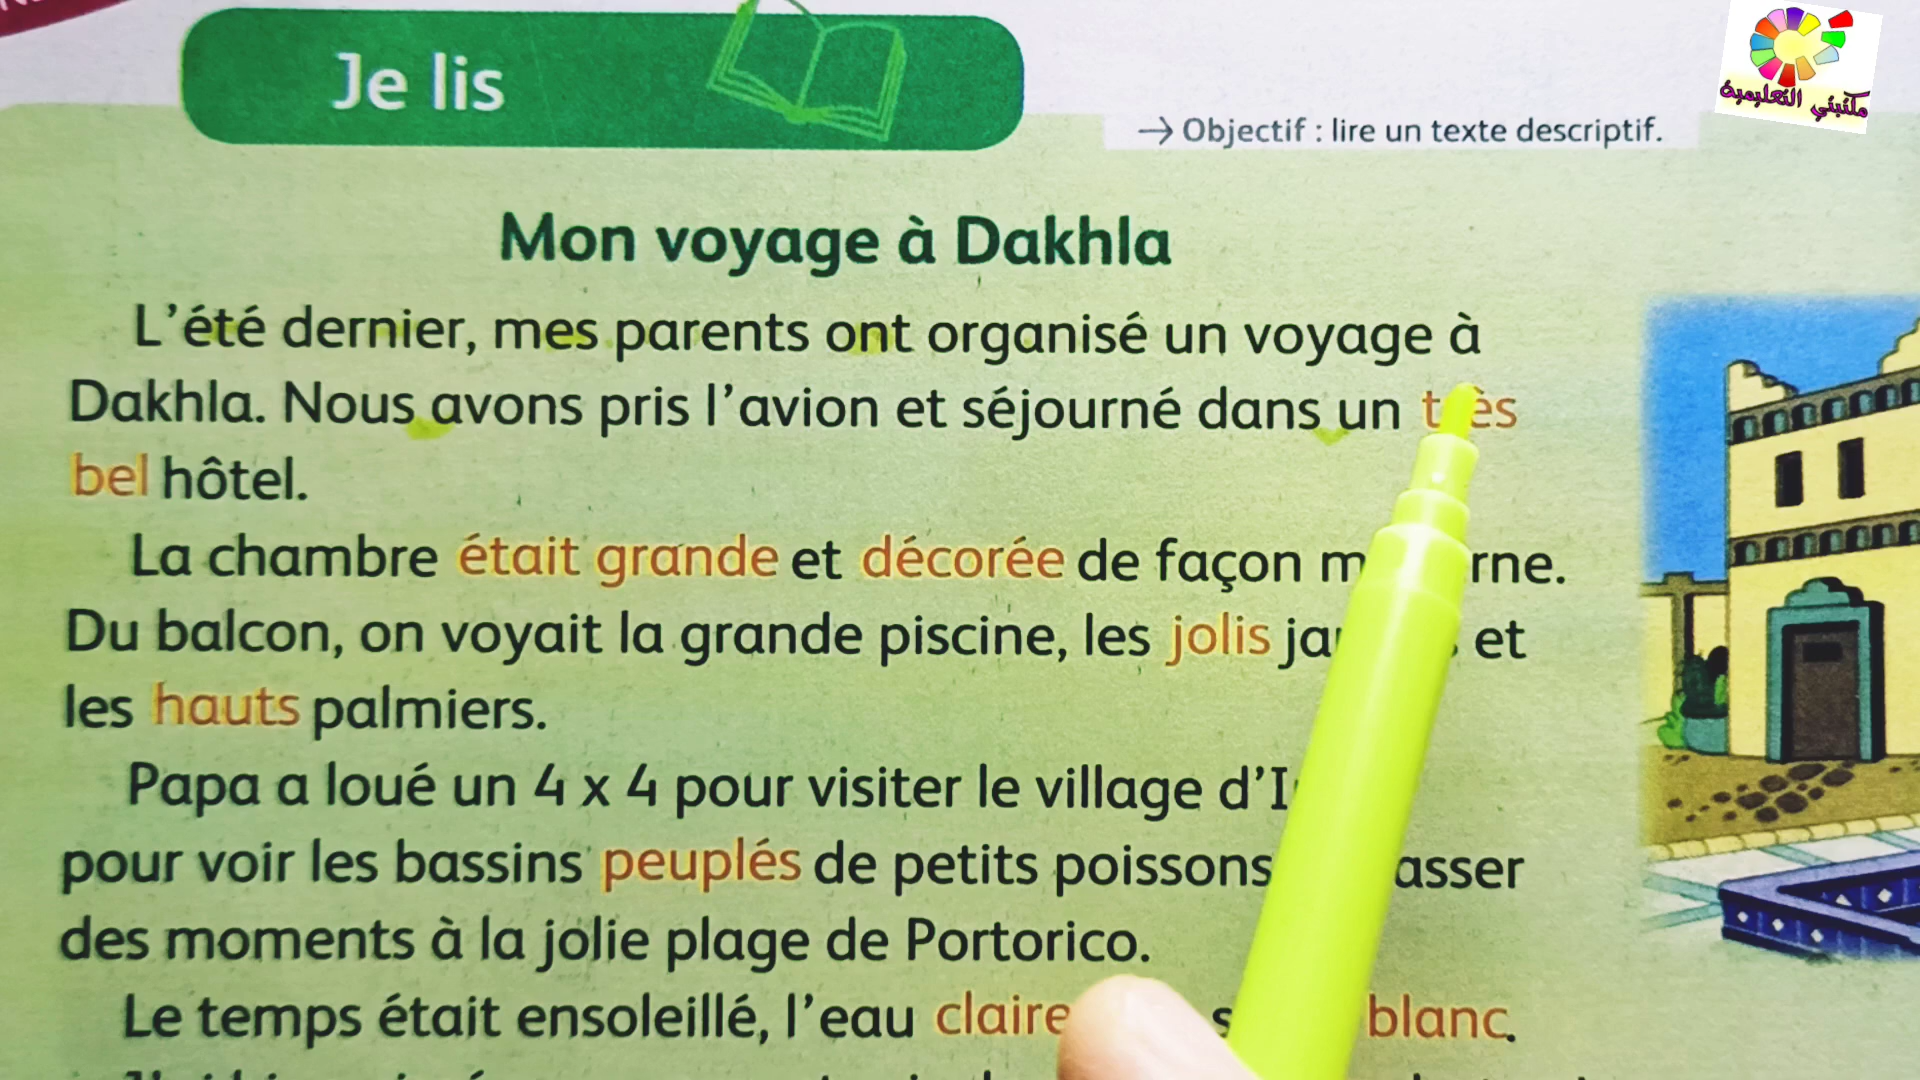 Je lis
→ Objectif : lire un texte descriptif.
مكتبتي التعليمية
Mon voyage à Dakhla
L'été dernier, mes parents ont organisé un voyage à
Dakhla. Nous avons pris l'avion et séjourné dans un très
bel hôtel.
La chambre était grande et décorée de façon
Du balcon, on voyait la grande piscine, les jolis et
les hauts palmiers.
Papa a loué un 4 x 4 pour visiter le village
pour voir les bassins peuplés de petits poissons
des moments à la jolie plage de Portorico.
Le temps était ensoleillé, l'eau claire blanc.